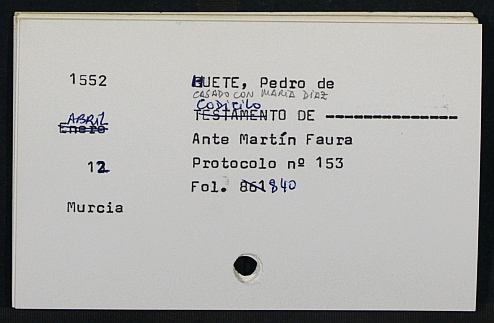 1552 HUETE, Pedro de
CASADO CON MARIA DIAZ
ABRIL CODICILO
Enero TESTAMENTO DE ---------------
Ante Martín Faura
12 Protocolo nº 153
Fol. 861 840
Murcia